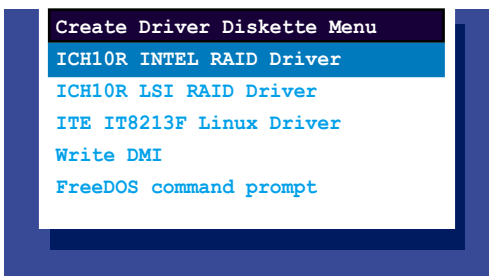 Create Driver Diskette Menu
ICH10R INTEL RAID Driver
ICH10R LSI RAID Driver
ITE IT8213F Linux Driver
Write DMI
FreeDOS command prompt